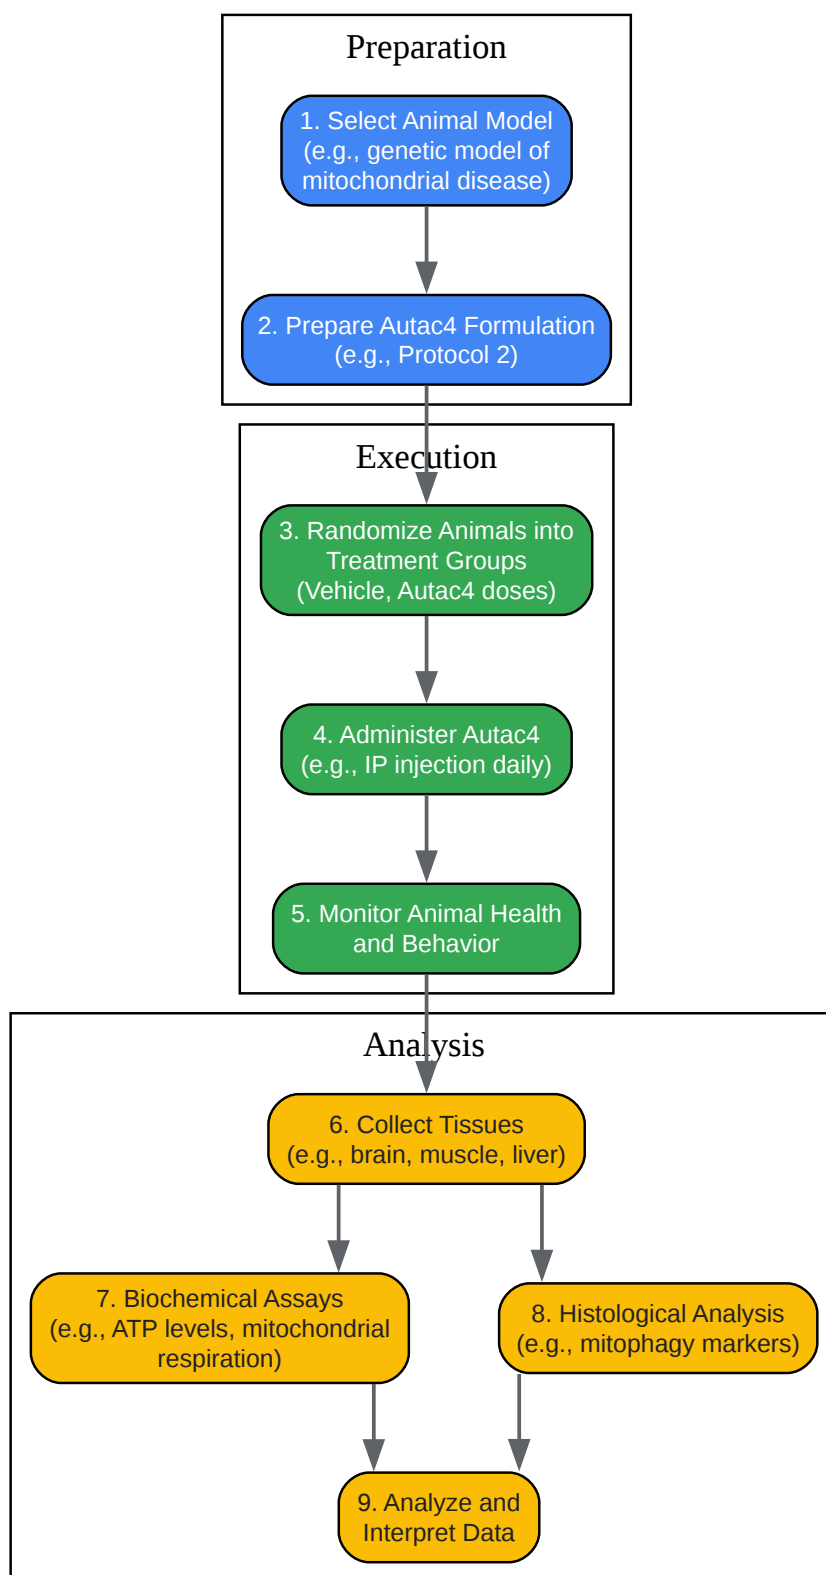 Preparation
1. Select Animal Model
(e.g., genetic model of
mitochondrial disease)
2. Prepare Autac4 Formulation
(e.g., Protocol 2)
Execution
3. Randomize Animals into
Treatment Groups
(Vehicle, Autac4 doses)
4. Administer Autac4
(e.g., IP injection daily)
5. Monitor Animal Health
and Behavior
Analysis
6. Collect Tissues
(e.g., brain, muscle, liver)
7. Biochemical Assays
(e.g., ATP levels, mitochondrial
respiration)
8. Histological Analysis
(e.g., mitophagy markers)
9. Analyze and
Interpret Data